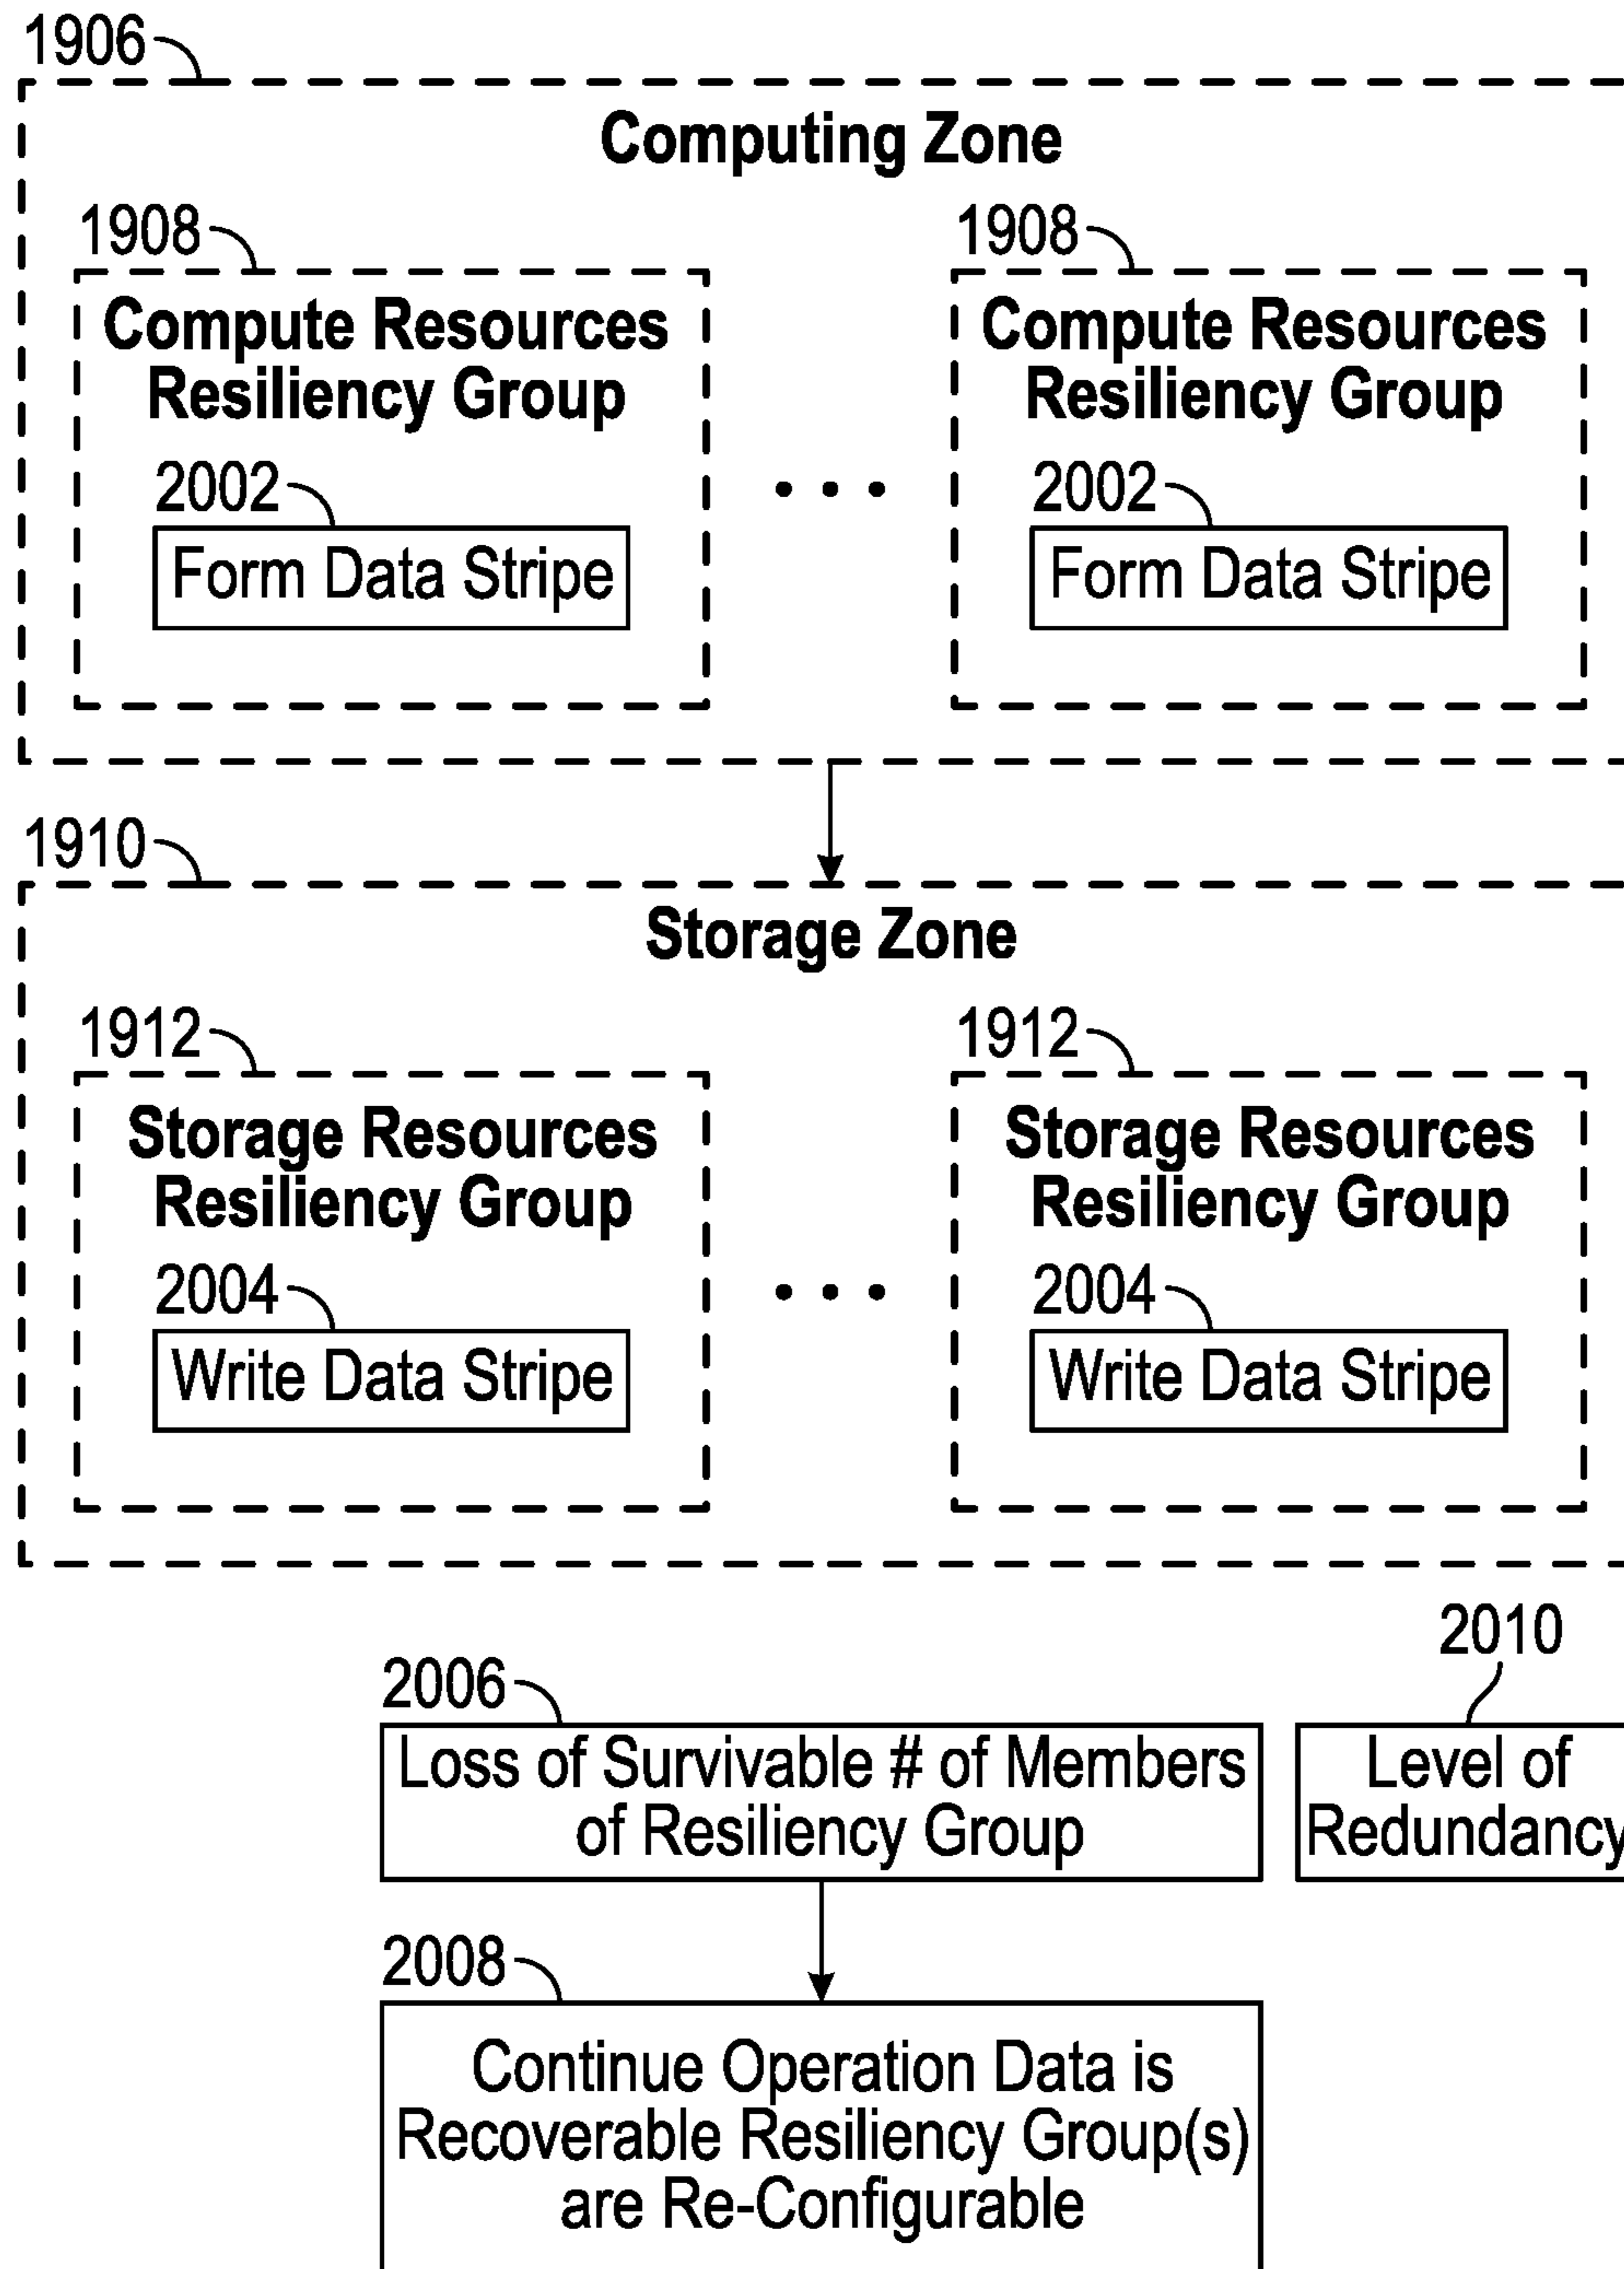 1906
Computing Zone
1908
1908
Compute Resources
Resiliency Group
Compute Resources
Resiliency Group
2002
2002
Form Data Stripe
Form Data Stripe
1910
Storage Zone
1912
1912
Storage Resources
Resiliency Group
Storage Resources
Resiliency Group
2004
2004
Write Data Stripe
Write Data Stripe
2010
2006
Loss of Survivable # of Members
of Resiliency Group
Level of
Redundancy
2008
Continue Operation Data is
Recoverable Resiliency Group(s)
are Re-Configurable